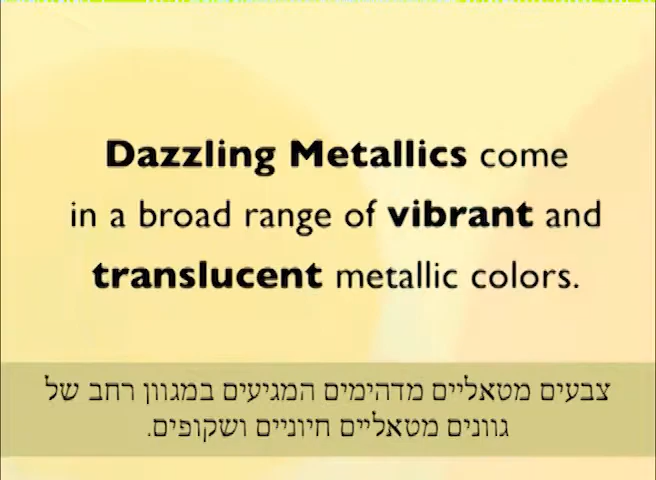 Dazzling Metallics come
in a broad range of vibrant and
translucent metallic colors.
צבעים מטאליים מדהימים המגיעים במגוון רחב של
גוונים מטאליים חיוניים ושקופים.